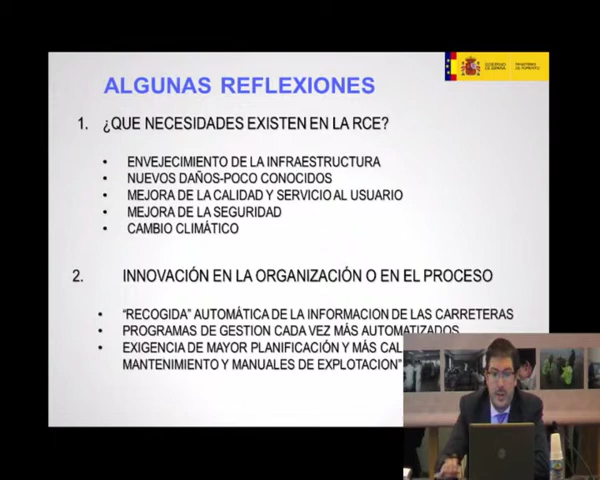 GOBIERNO MINISTERIO
DE ESPAÑA DE FOMENTO
ALGUNAS REFLEXIONES
1. ¿QUE NECESIDADES EXISTEN EN LA RCE?
• ENVEJECIMIENTO DE LA INFRAESTRUCTURA
• NUEVOS DAÑOS-POCO CONOCIDOS
• MEJORA DE LA CALIDAD Y SERVICIO AL USUARIO
• MEJORA DE LA SEGURIDAD
• CAMBIO CLIMÁTICO
2. INNOVACIÓN EN LA ORGANIZACIÓN O EN EL PROCESO
• “RECOGIDA” AUTOMÁTICA DE LA INFORMACION DE LAS CARRETERAS
• PROGRAMAS DE GESTION CADA VEZ MÁS AUTOMATIZADOS
• EXIGENCIA DE MAYOR PLANIFICACIÓN Y MÁS CAL
MANTENIMIENTO Y MANUALES DE EXPLOTACION”